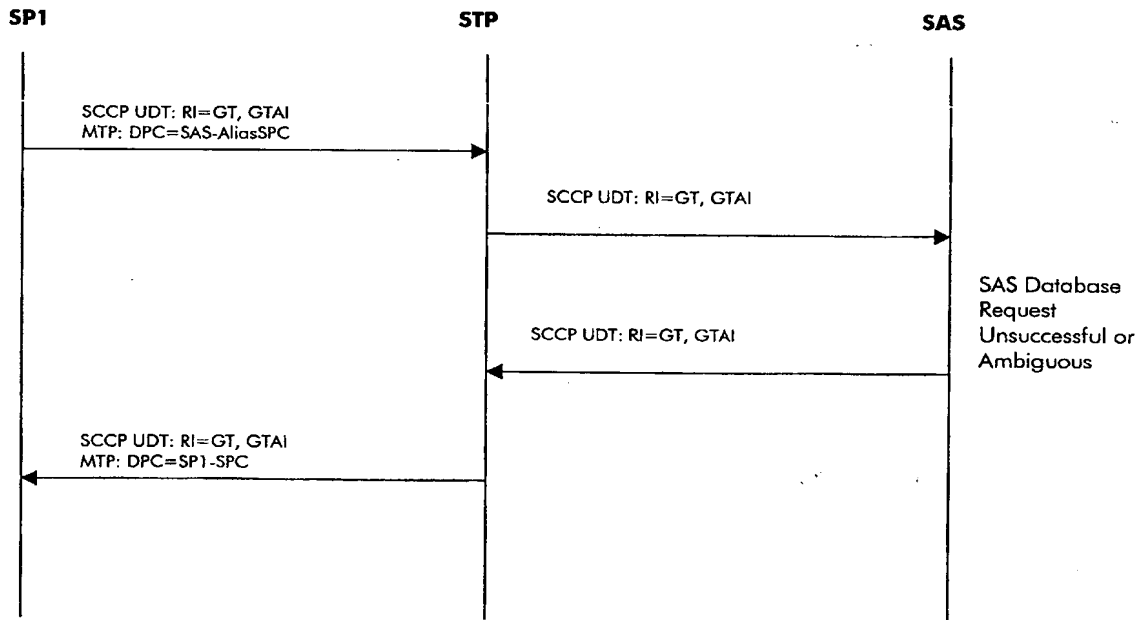 SP1
STP
SAS
SCCP UDT: RI=GT, GTAI
MTP: DPC=SAS-AliasSPC
SCCP UDT: RI=GT, GTAI
SAS Database
Request
Unsuccessful or
Ambiguous
SCCP UDT: RI=GT, GTAI
SCCP UDT: RI=GT, GTAI
MTP: DPC=SP1-SPC